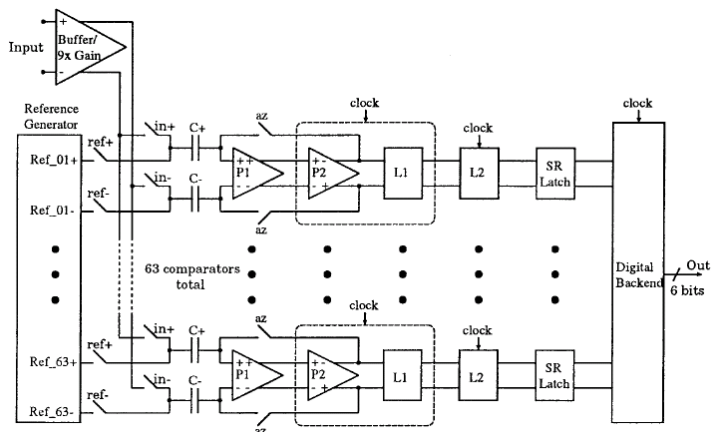 +
Input
Buffer/
9x Gain
-
clock
clock
Reference
Generator
ref+
in+
C+
az
clock
Ref_01+
+ +
P1
- -
+ -
P2
- +
L1
L2
SR
Latch
ref-
in-
C-
Ref_01-
az
63 comparators
total
Digital
Backend
Out
6 bits
clock
ref+
in+
C+
az
clock
Ref_63+
+ +
P1
- -
+ -
P2
- +
L1
L2
SR
Latch
ref-
in-
C-
Ref_63-
az